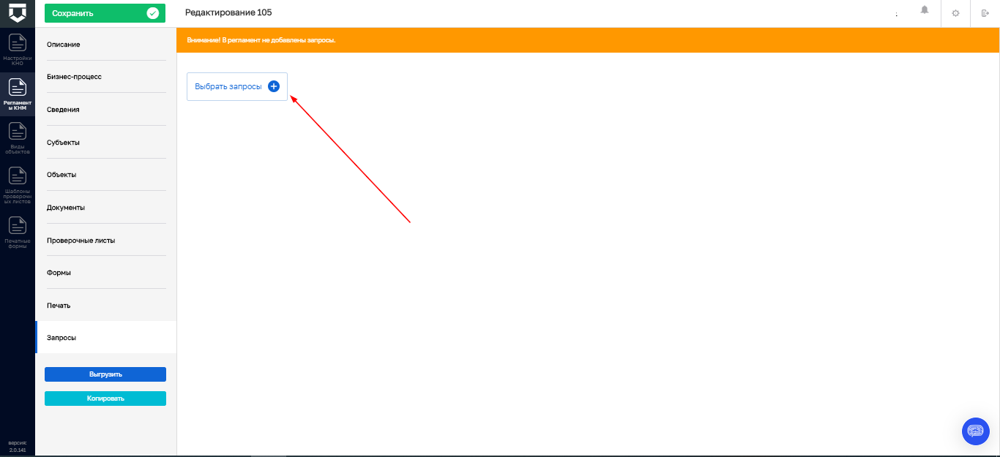 Сохранить
Редактирование 105
Внимание! В регламент не добавлены запросы.
Настройки
КНО
Регламент
ы КНМ
Виды
объектов
Шаблоны
проверочн
ых листов
Печатные
формы
версия:
2.0.141
Описание
Бизнес-процесс
Сведения
Субъекты
Объекты
Документы
Проверочные листы
Формы
Печать
Запросы
Выгрузить
Копировать
Выбрать запросы